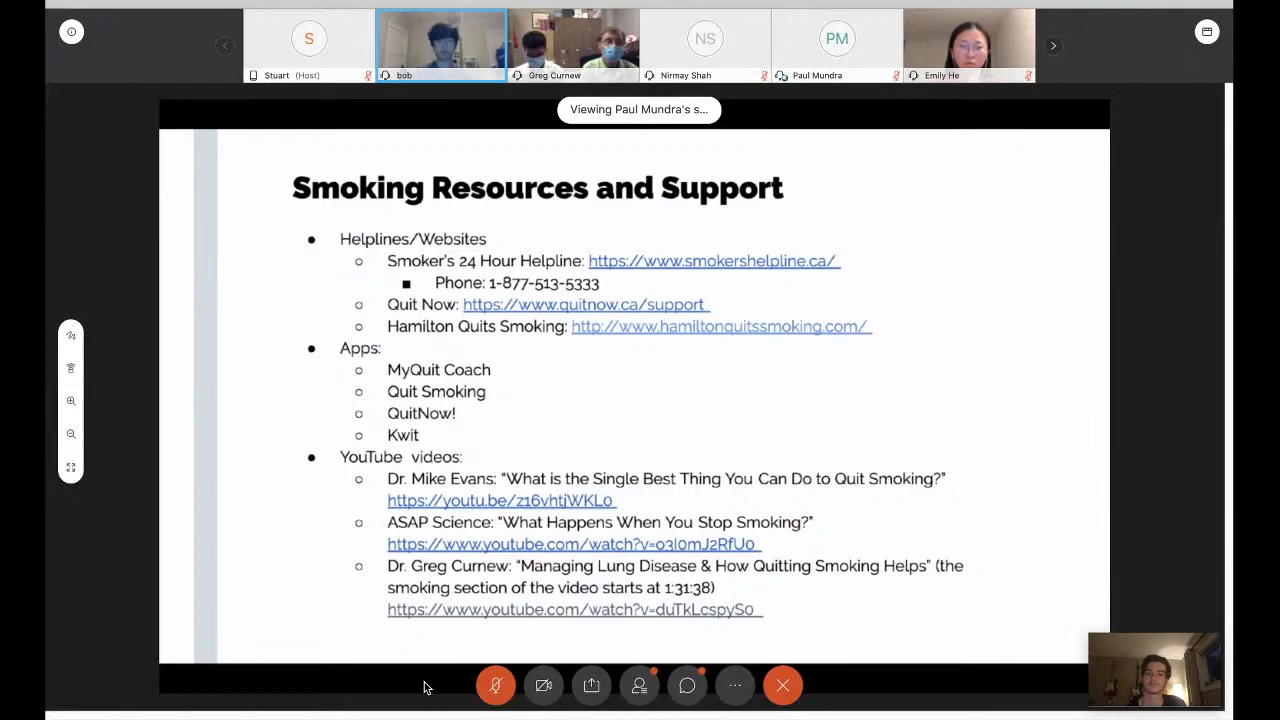 S
NS
PM
Stuart (Host)
bob
Greg Curnew
Nirmay Shah
Paul Mundra
Emily He
Viewing Paul Mundra's s...
Smoking Resources and Support
Helplines/Websites
Smoker's 24 Hour Helpline: https://www.smokershelpline.ca/
Phone: 1-877-513-5333
Quit Now: https://www.quitnow.ca/support
Hamilton Quits Smoking: http://www.hamiltonquitssmoking.com/
Apps:
MyQuit Coach
Quit Smoking
QuitNow!
Kwit
YouTube videos:
Dr. Mike Evans: “What is the Single Best Thing You Can Do to Quit Smoking?”
https://youtu.be/z16vhtjWKL0
ASAP Science: “What Happens When You Stop Smoking?”
https://www.youtube.com/watch?v=o3I0mJ2RfU0
Dr. Greg Curnew: “Managing Lung Disease & How Quitting Smoking Helps” (the
smoking section of the video starts at 1:31:38)
https://www.youtube.com/watch?v=duTkLcspyS0